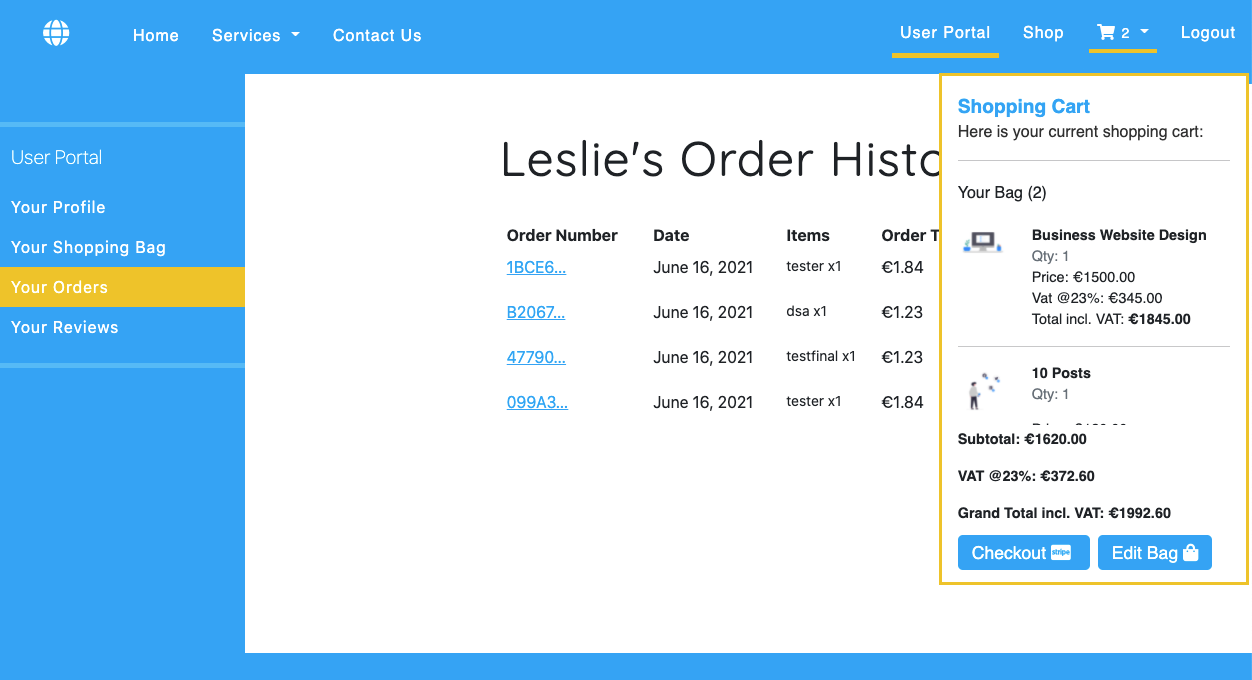 Home Services Contact Us User Portal Shop 2 Logout
User Portal
Your Profile
Your Shopping Bag
Your Orders
Your Reviews
Leslie's Order Histo
Order Number Date Items Order T
1BCE6... June 16, 2021 tester x1 €1.84
B2067... June 16, 2021 dsa x1 €1.23
47790... June 16, 2021 testfinal x1 €1.23
099A3... June 16, 2021 tester x1 €1.84
Shopping Cart
Here is your current shopping cart:
Your Bag (2)
Business Website Design
Qty: 1
Price: €1500.00
Vat @23%: €345.00
Total incl. VAT: €1845.00
10 Posts
Qty: 1
Subtotal: €1620.00
VAT @23%: €372.60
Grand Total incl. VAT: €1992.60
Checkout stripe Edit Bag